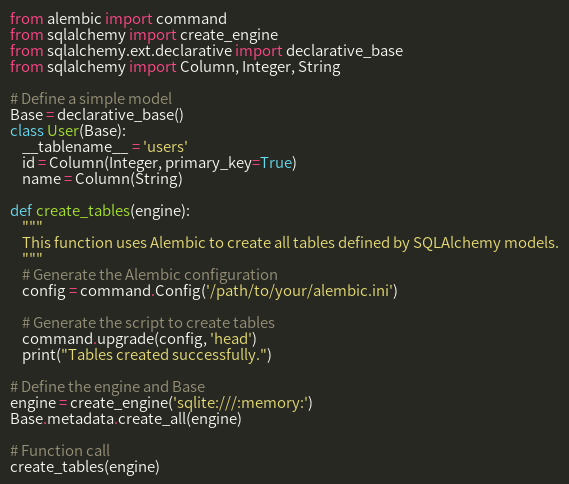 from alembic import command
from sqlalchemy import create_engine
from sqlalchemy.ext.declarative import declarative_base
from sqlalchemy import Column, Integer, String

# Define a simple model
Base = declarative_base()
class User(Base):
    __tablename__ = 'users'
    id = Column(Integer, primary_key=True)
    name = Column(String)

def create_tables(engine):
    """
    This function uses Alembic to create all tables defined by SQLAlchemy models.
    """
    # Generate the Alembic configuration
    config = command.Config('/path/to/your/alembic.ini')

    # Generate the script to create tables
    command.upgrade(config, 'head')
    print("Tables created successfully.")

# Define the engine and Base
engine = create_engine('sqlite:///:memory:')
Base.metadata.create_all(engine)

# Function call
create_tables(engine)